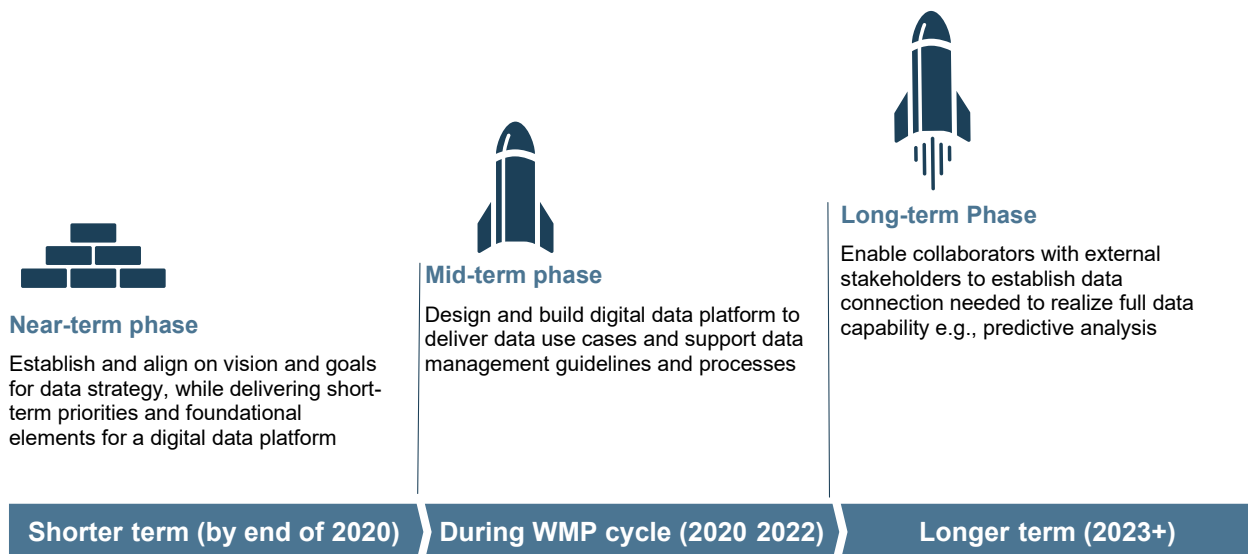 Near-term phase
Establish and align on vision and goals
for data strategy, while delivering short-
term priorities and foundational
elements for a digital data platform
Mid-term phase
Design and build digital data platform to
deliver data use cases and support data
management guidelines and processes
Long-term Phase
Enable collaborators with external
stakeholders to establish data
connection needed to realize full data
capability e.g., predictive analysis
Shorter term (by end of 2020)
During WMP cycle (2020 2022)
Longer term (2023+)